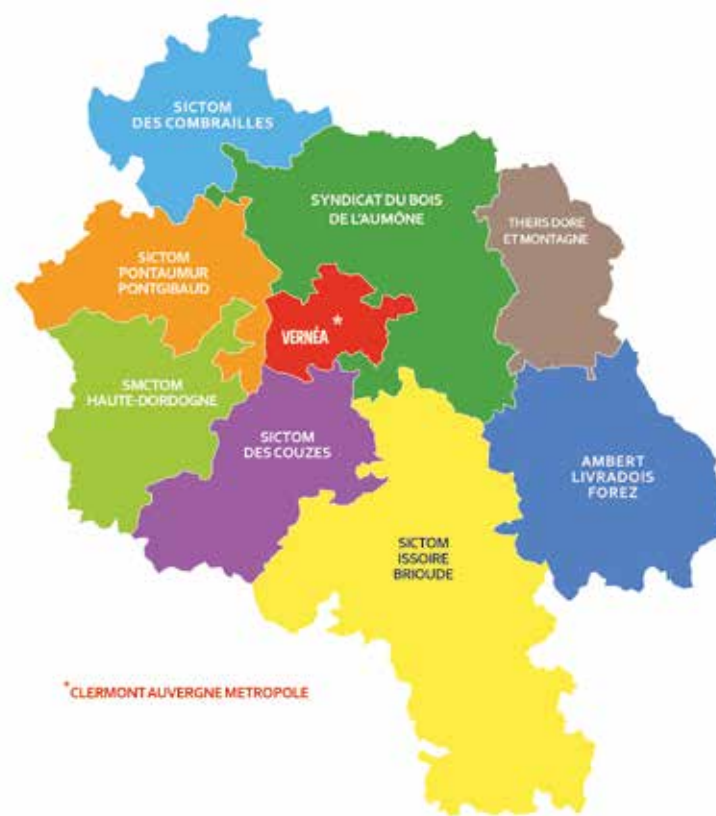 SICTOM
DES COMBRAILLES
SYNDICAT DU BOIS
DE L'AUMÔNE
THIERS DORE
ET MONTAGNE
SICTOM
PONTAUMUR
PONTGIBAUD
VERNÉA *
SMCTOM
HAUTE-DORDOGNE
SICTOM
DES COUZES
AMBERT
LIVRADOIS
FOREZ
SICTOM
ISSOIRE
BRIOUDE
*CLERMONT AUVERGNE METROPOLE